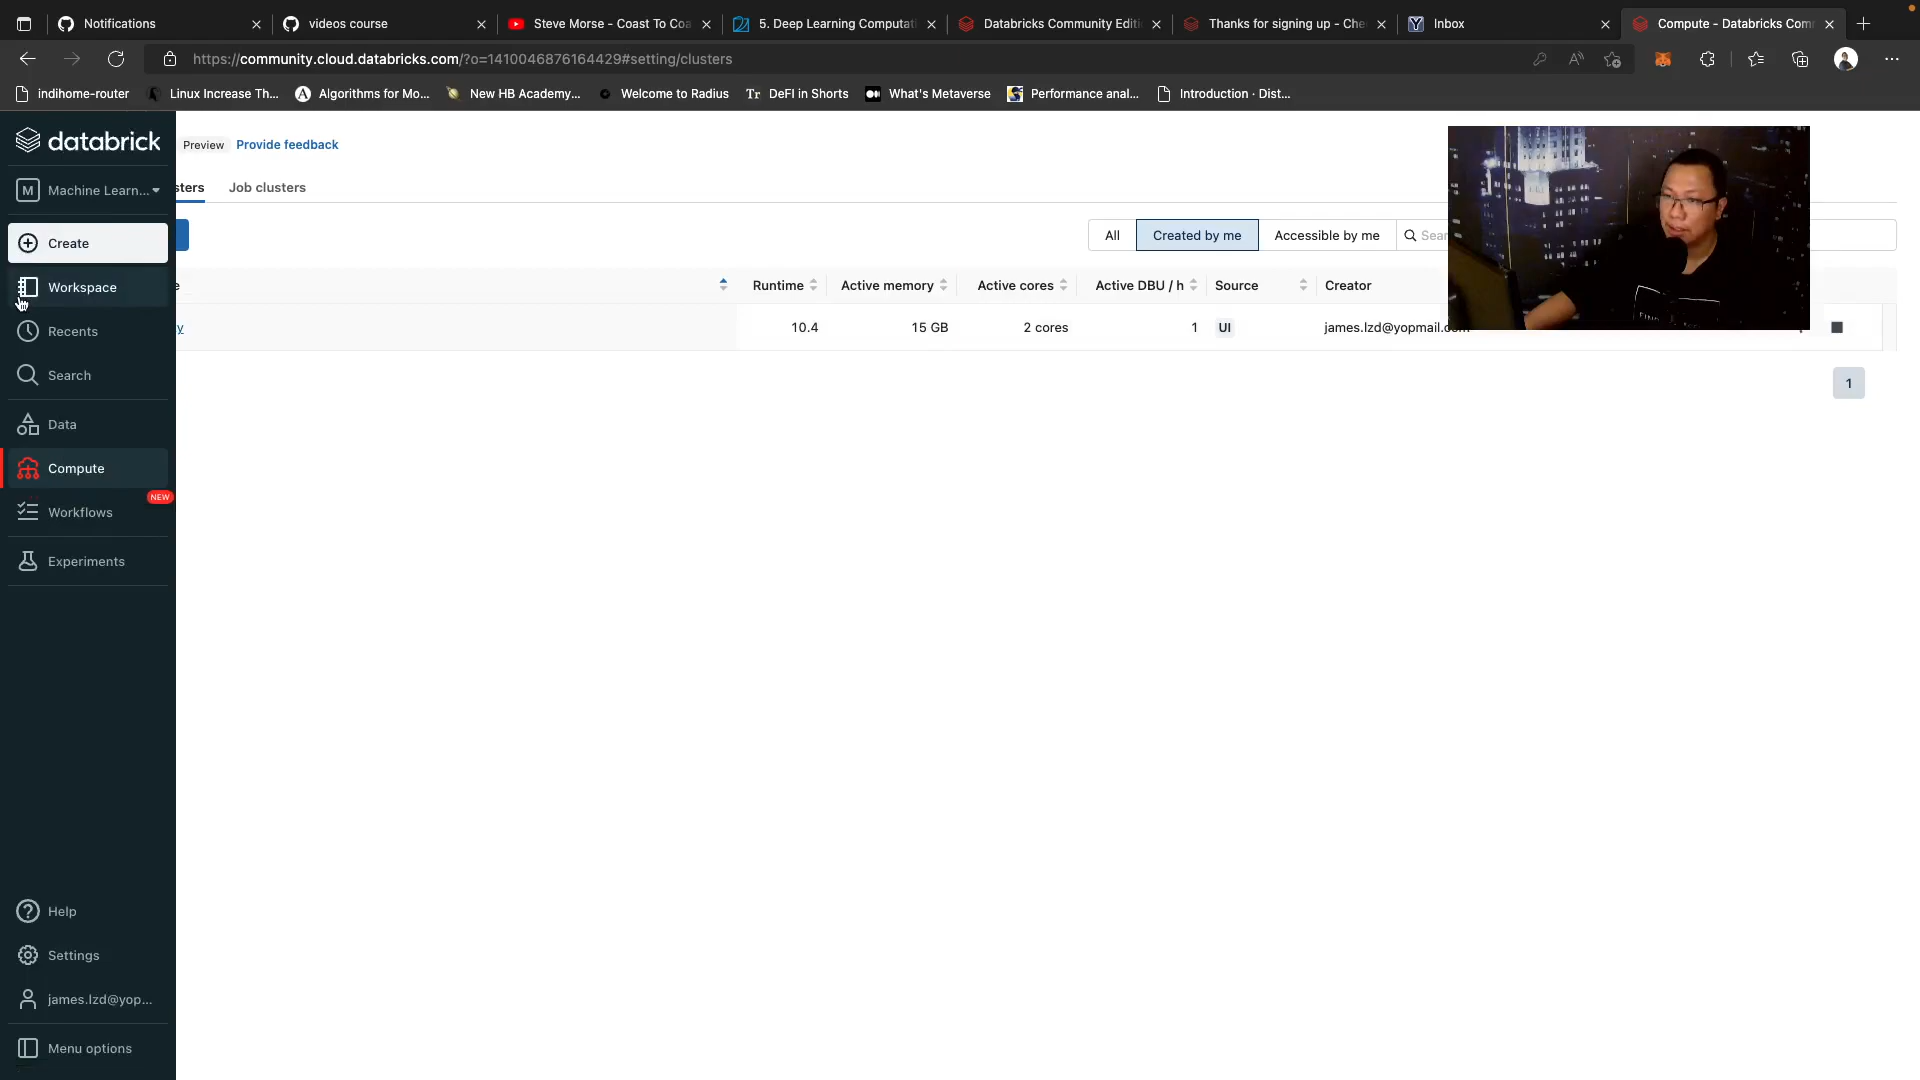 Notifications
videos course
Steve Morse - Coast To Coa
5. Deep Learning Computat
Databricks Community Editi
Thanks for signing up - Che
Inbox
Compute - Databricks Com
https://community.cloud.databricks.com/?o=1410046876164429#setting/clusters
indihome-router
Linux Increase Th...
Algorithms for Mo...
New HB Academy...
Welcome to Radius
Tr DeFI in Shorts
What's Metaverse
Performance anal...
Introduction · Dist...
databrick
Preview Provide feedback
M Machine Learn...
sters Job clusters
Create
All Created by me Accessible by me Sear
Workspace
e Runtime Active memory Active cores Active DBU / h Source Creator
y 10.4 15 GB 2 cores 1 UI james.lzd@yopmail.com
Recents
Search
1
Data
Compute
NEW
Workflows
Experiments
Help
Settings
james.lzd@yop...
Menu options